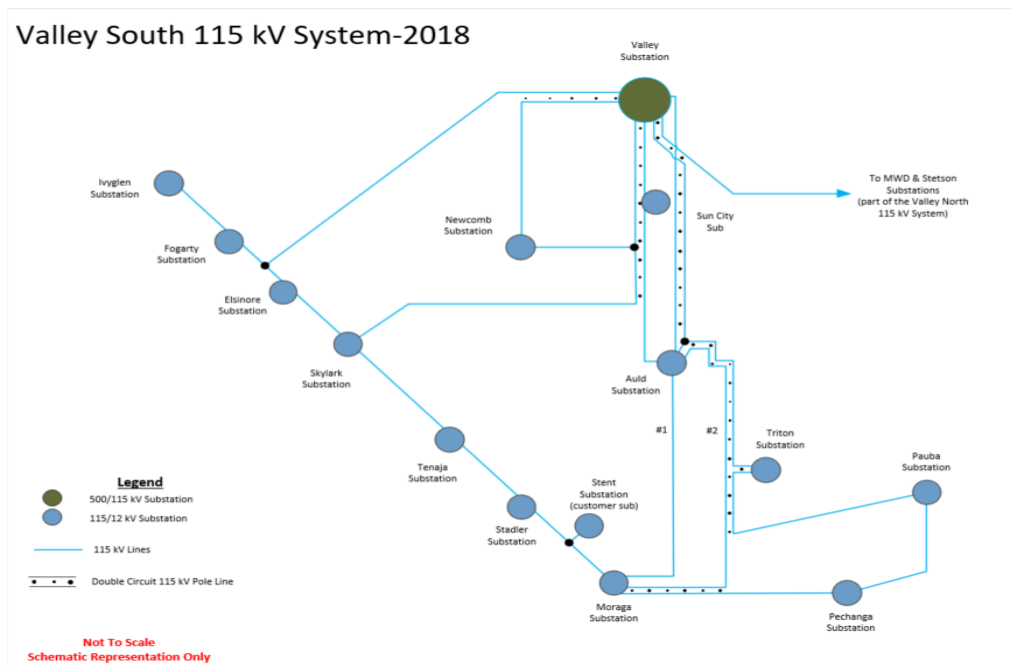 Valley South 115 kV System-2018
Valley
Substation
Ivyglen
Substation
To MWD & Stetson
Substations
(part of the Valley North
115 kV System)
Newcomb
Substation
Sun City
Sub
Fogarty
Substation
Elsinore
Substation
Skylark
Substation
Auld
Substation
#1
#2
Triton
Substation
Pauba
Substation
Tenaja
Substation
Stent
Substation
(customer sub)
Stadler
Substation
Moraga
Substation
Pechanga
Substation
Legend
500/115 kV Substation
115/12 kV Substation
115 kV Lines
Double Circuit 115 kV Pole Line
Not To Scale
Schematic Representation Only